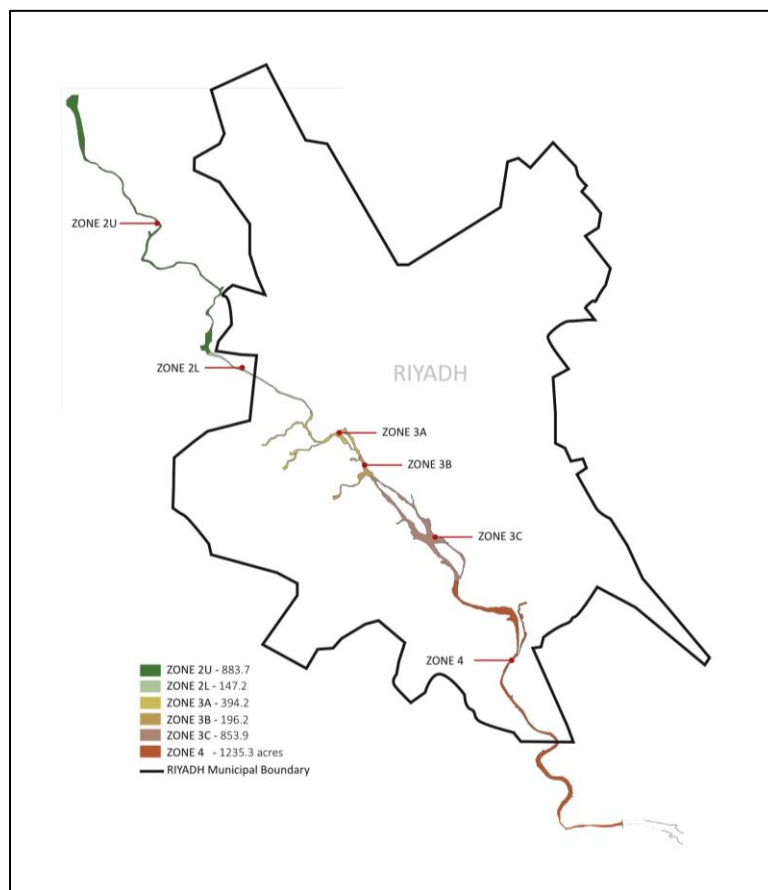 ZONE 2U
ZONE 2L
RIYADH
ZONE 3A
ZONE 3B
ZONE 3C
ZONE 4
ZONE 2U - 883.7
ZONE 2L - 147.2
ZONE 3A - 394.2
ZONE 3B - 196.2
ZONE 3C - 853.9
ZONE 4 - 1235.3 acres
RIYADH Municipal Boundary